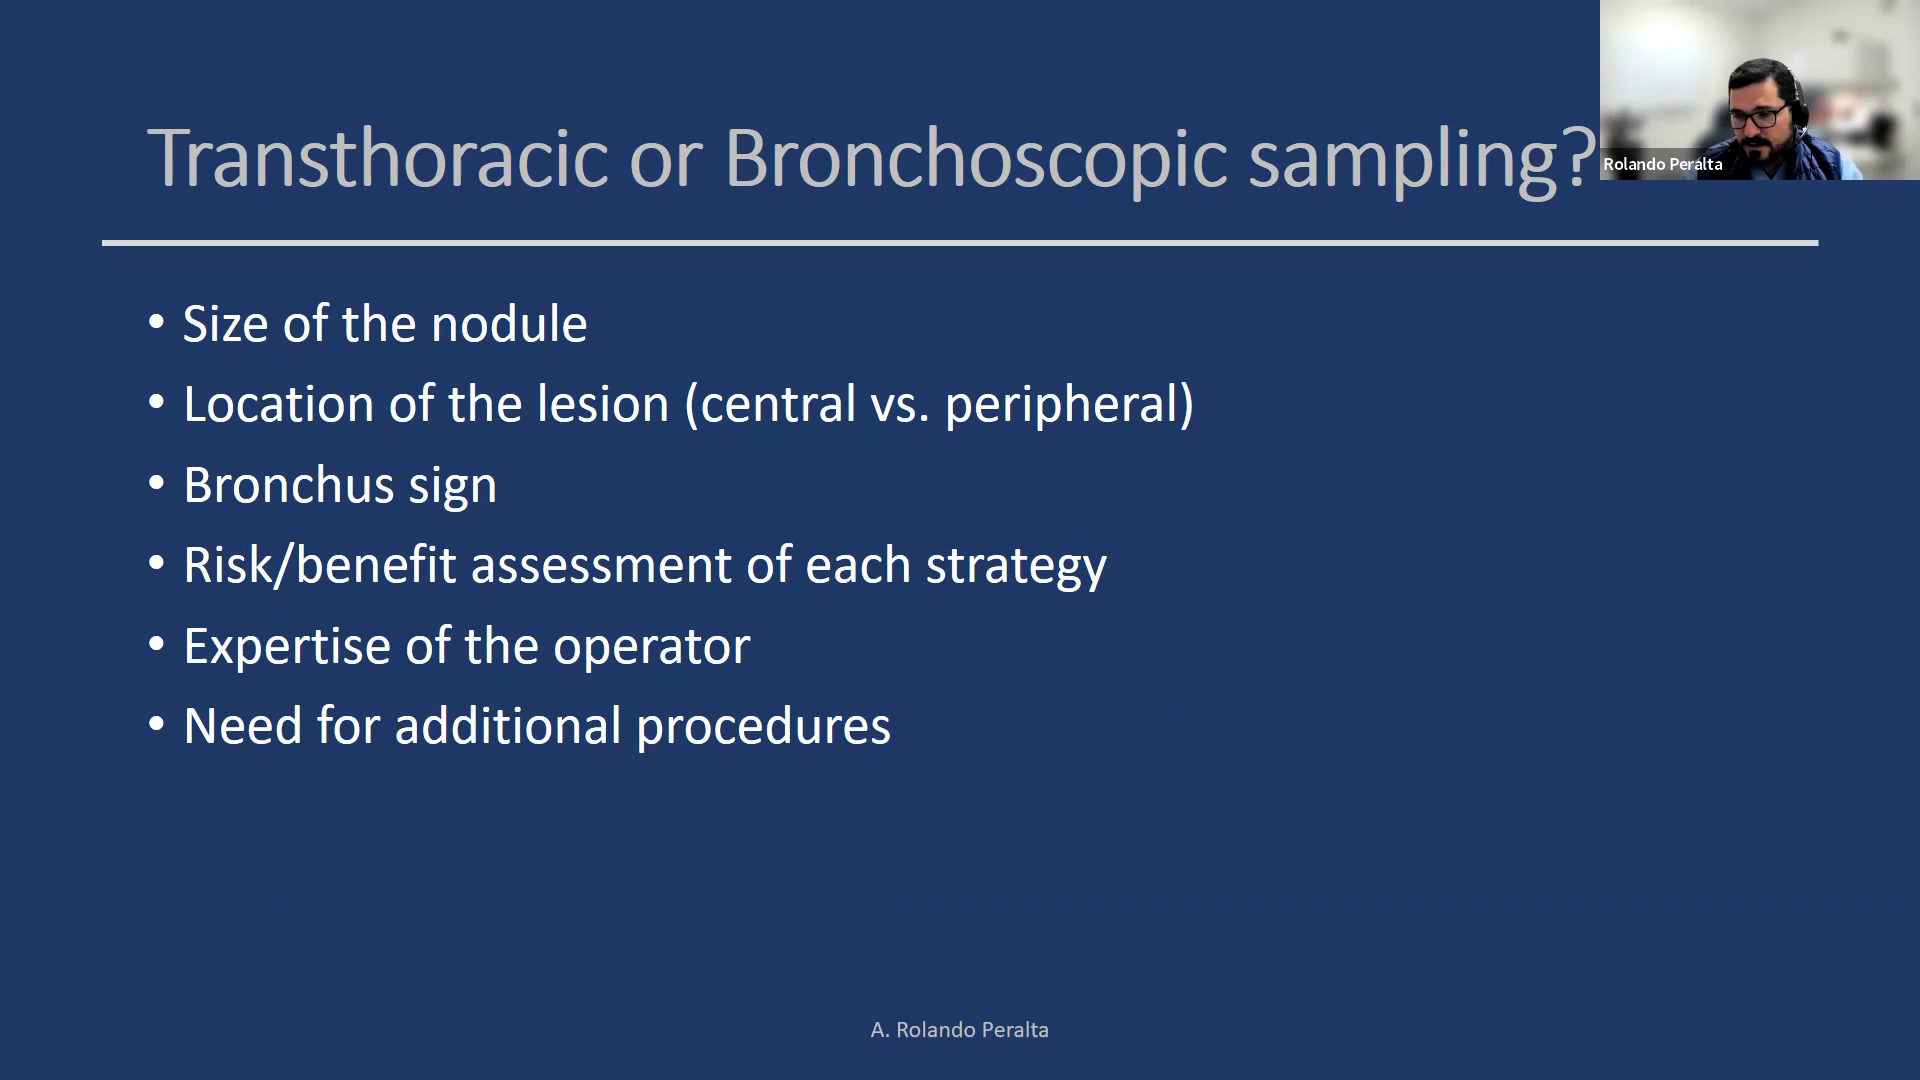 Transthoracic or Bronchoscopic sampling?
Rolando Peralta
• Size of the nodule
• Location of the lesion (central vs. peripheral)
• Bronchus sign
• Risk/benefit assessment of each strategy
• Expertise of the operator
• Need for additional procedures
A. Rolando Peralta